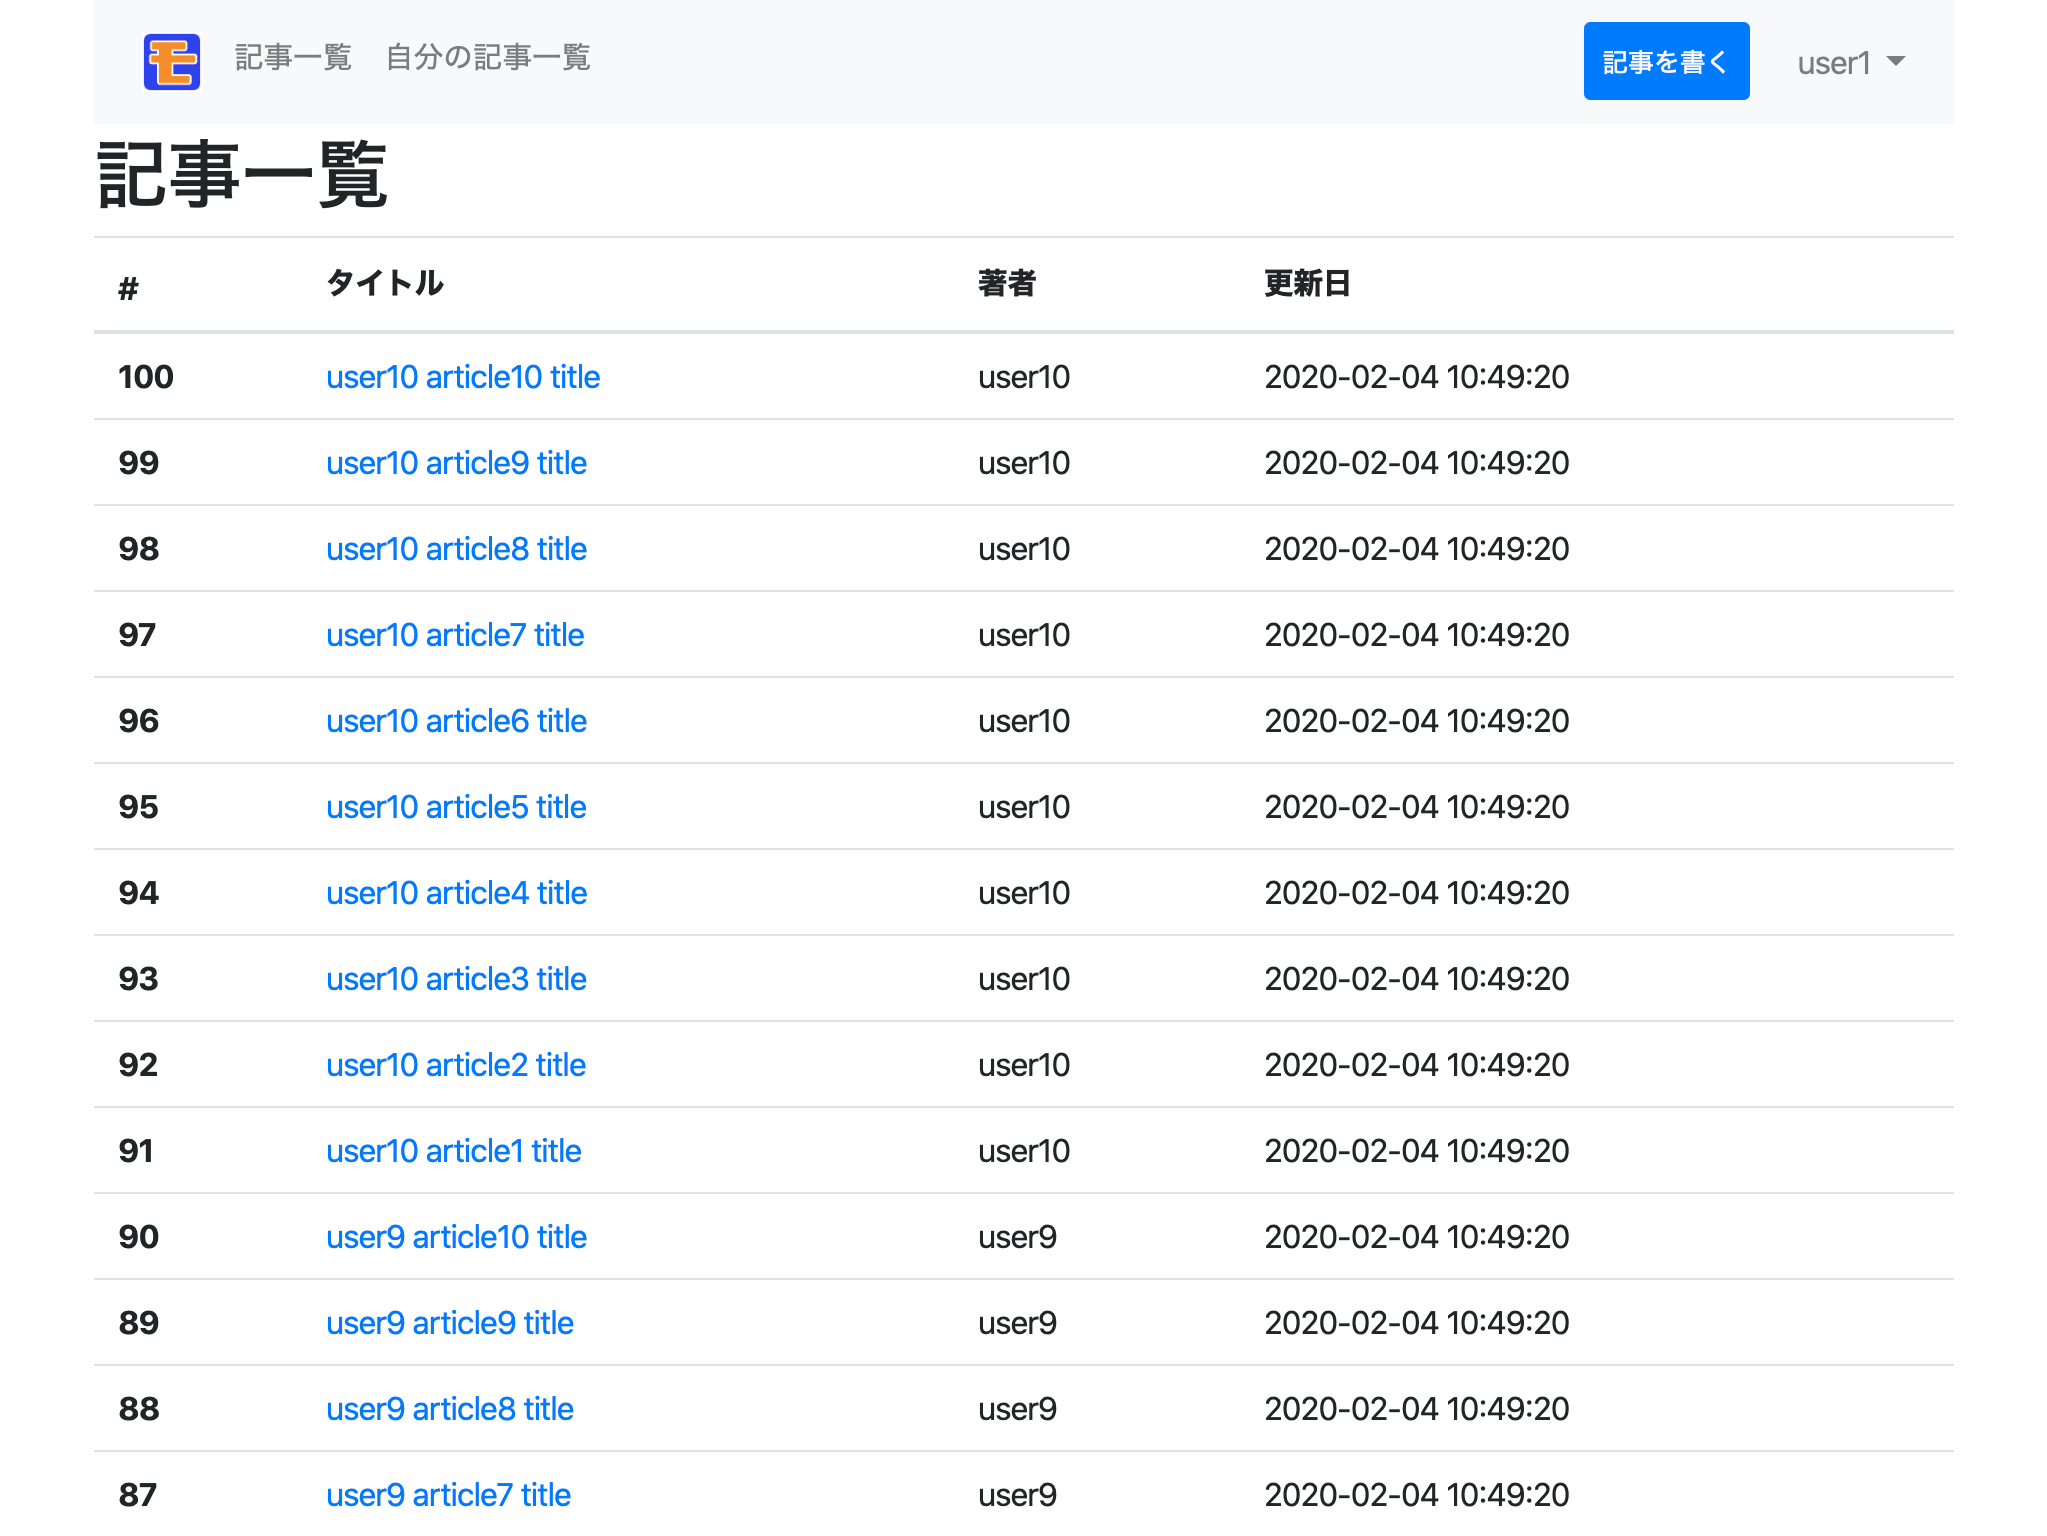 モ 記事一覧 自分の記事一覧 記事を書く user1
記事一覧
# タイトル 著者 更新日
100 user10 article10 title user10 2020-02-04 10:49:20
99 user10 article9 title user10 2020-02-04 10:49:20
98 user10 article8 title user10 2020-02-04 10:49:20
97 user10 article7 title user10 2020-02-04 10:49:20
96 user10 article6 title user10 2020-02-04 10:49:20
95 user10 article5 title user10 2020-02-04 10:49:20
94 user10 article4 title user10 2020-02-04 10:49:20
93 user10 article3 title user10 2020-02-04 10:49:20
92 user10 article2 title user10 2020-02-04 10:49:20
91 user10 article1 title user10 2020-02-04 10:49:20
90 user9 article10 title user9 2020-02-04 10:49:20
89 user9 article9 title user9 2020-02-04 10:49:20
88 user9 article8 title user9 2020-02-04 10:49:20
87 user9 article7 title user9 2020-02-04 10:49:20